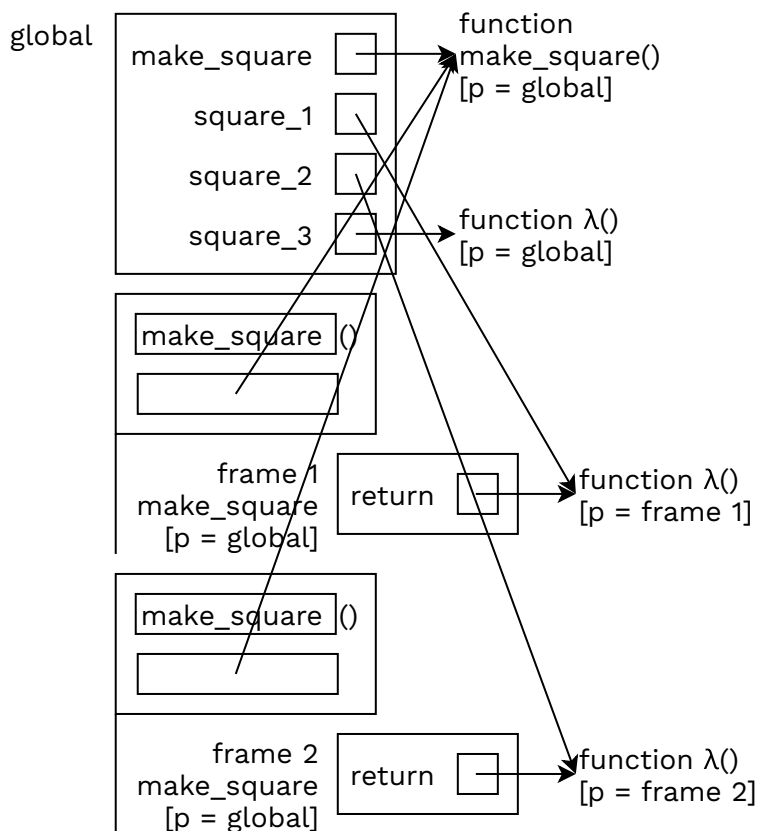 global
make_square
function
make_square()
[p = global]
square_1
square_2
square_3
function λ()
[p = global]
make_square ()
frame 1
make_square
[p = global]
return
function λ()
[p = frame 1]
make_square ()
frame 2
make_square
[p = global]
return
function λ()
[p = frame 2]